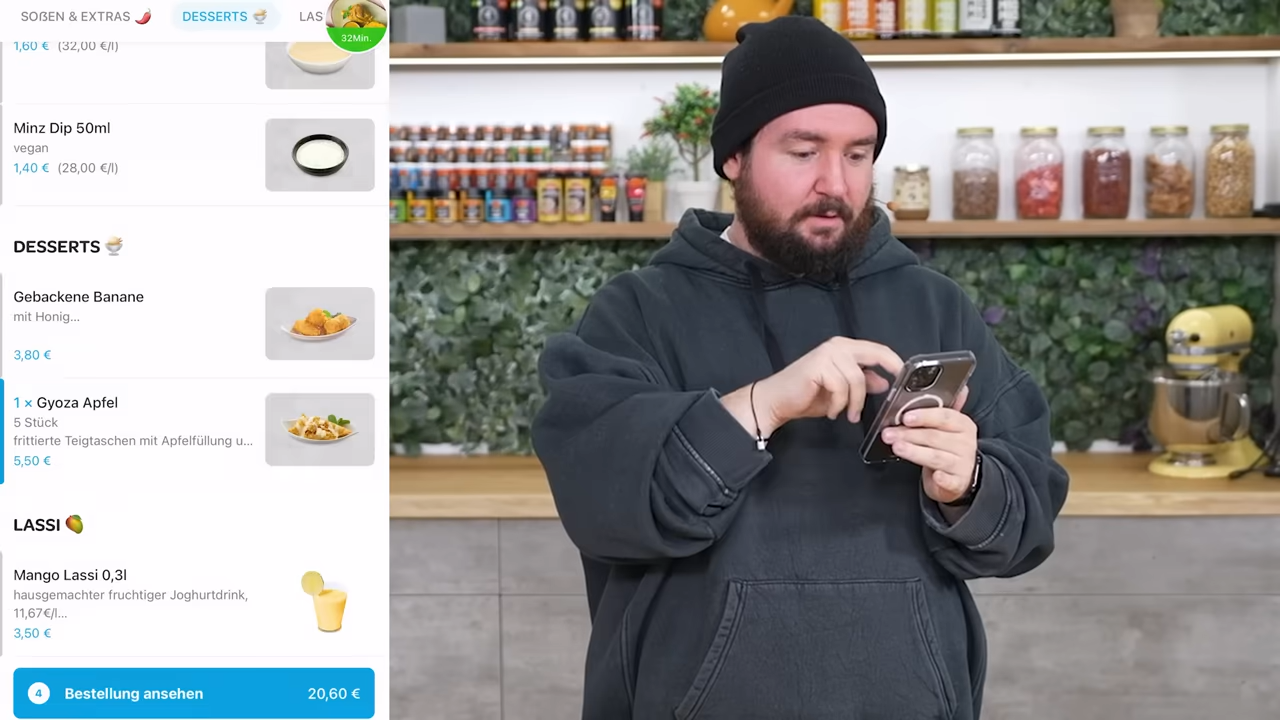 SOẞEN & EXTRAS 🌶️ DESSERTS 🍨 LAS
32Min.
1,60 € (32,00 €/l)
Minz Dip 50ml
vegan
1,40 € (28,00 €/l)
DESSERTS 🍨
Gebackene Banane
mit Honig...
3,80 €
1 × Gyoza Apfel
5 Stück
frittierte Teigtaschen mit Apfelfüllung u...
5,50 €
LASSI 🥭
Mango Lassi 0,3l
hausgemachter fruchtiger Joghurtdrink,
11,67€/l...
3,50 €
4 Bestellung ansehen 20,60 €